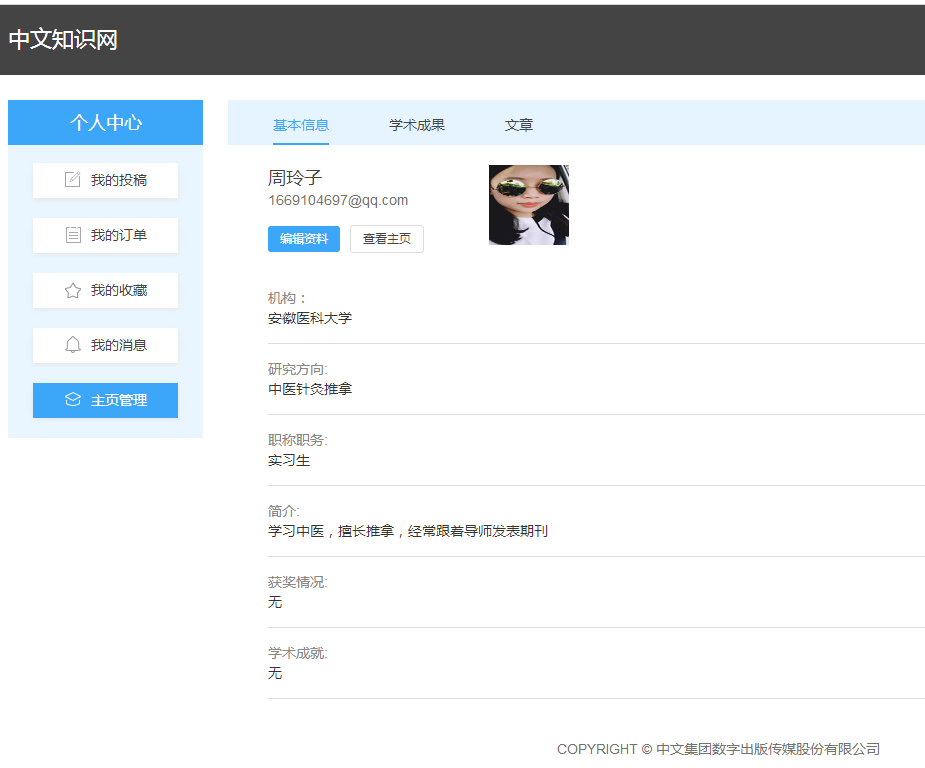 中文知识网
个人中心
我的投稿
我的订单
我的收藏
我的消息
主页管理
基本信息 学术成果 文章
周玲子
1669104697@qq.com
编辑资料 查看主页
机构：
安徽医科大学
研究方向:
中医针灸推拿
职称职务:
实习生
简介:
学习中医，擅长推拿，经常跟着导师发表期刊
获奖情况:
无
学术成就:
无
COPYRIGHT © 中文集团数字出版传媒股份有限公司